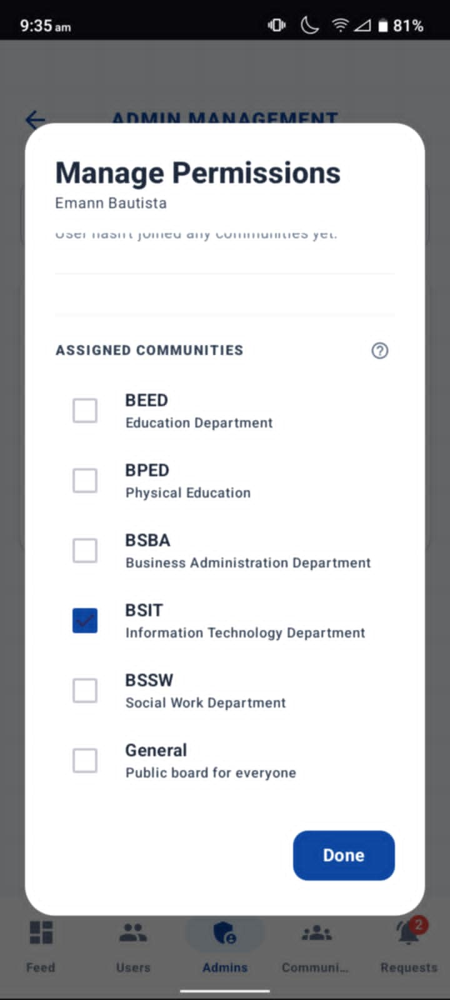 9:35 am
81%
ADMIN MANAGEMENT
Manage Permissions
Emann Bautista
User hasn't joined any communities yet.
ASSIGNED COMMUNITIES
BEED
Education Department
BPED
Physical Education
BSBA
Business Administration Department
BSIT
Information Technology Department
BSSW
Social Work Department
General
Public board for everyone
Done
2
Feed
Users
Admins
Communi...
Requests